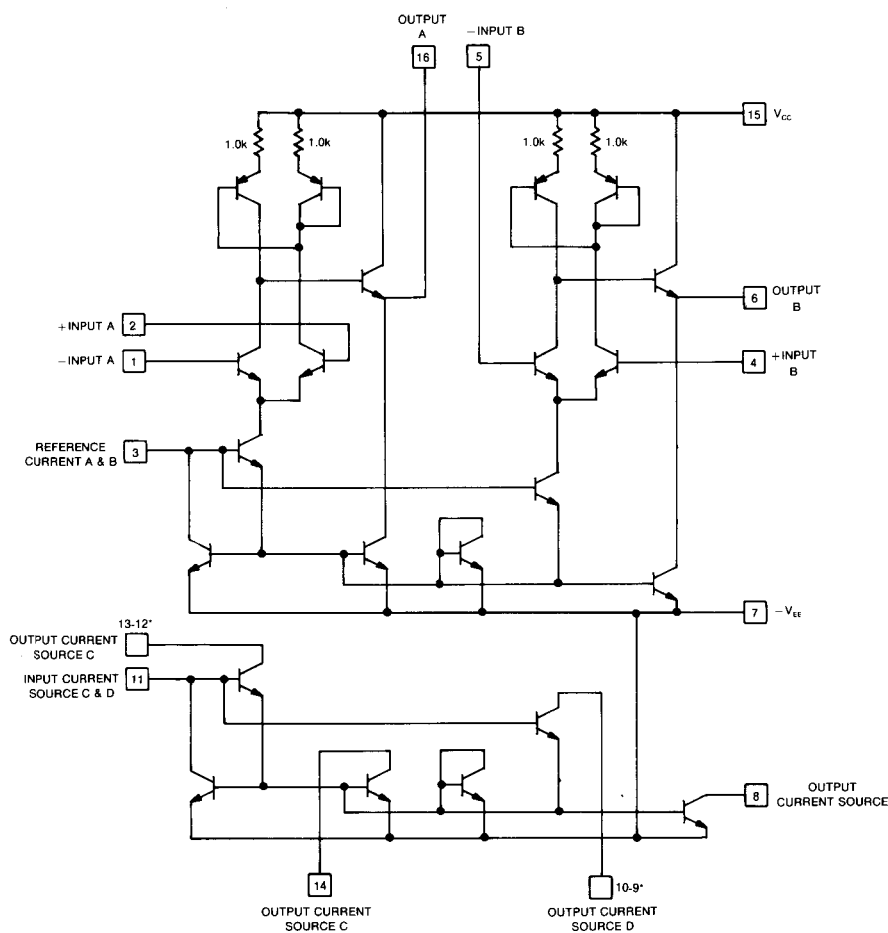 OUTPUT
A
16
−INPUT B
5
15
V_CC
1.0k
1.0k
1.0k
1.0k
6
OUTPUT
B
+INPUT A
2
−INPUT A
1
4
+INPUT
B
REFERENCE
CURRENT A & B
3
7
−V_EE
13-12*
OUTPUT CURRENT
SOURCE C
INPUT CURRENT
SOURCE C & D
11
8
OUTPUT
CURRENT SOURCE
14
OUTPUT CURRENT
SOURCE C
10-9*
OUTPUT CURRENT
SOURCE D